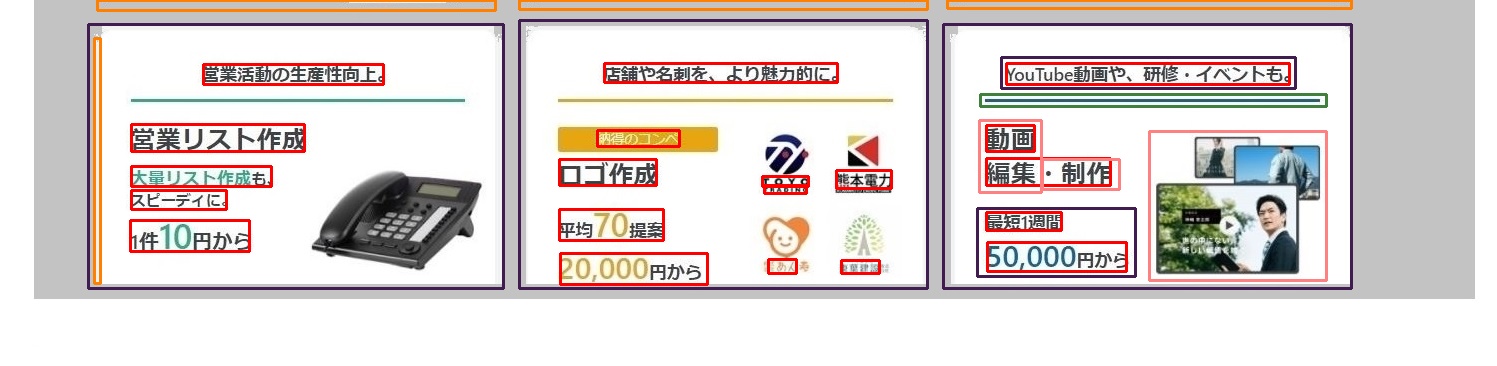 営業活動の生産性向上。
営業リスト作成
大量リスト作成も、
スピーディに。
1件10円から
店舗や名刺を、より魅力的に。
納得のコンペ
ロゴ作成
平均70提案
20,000円から
TOYO
熊本電力
YouTube動画や、研修・イベントも。
動画
編集・制作
最短1週間
50,000円から